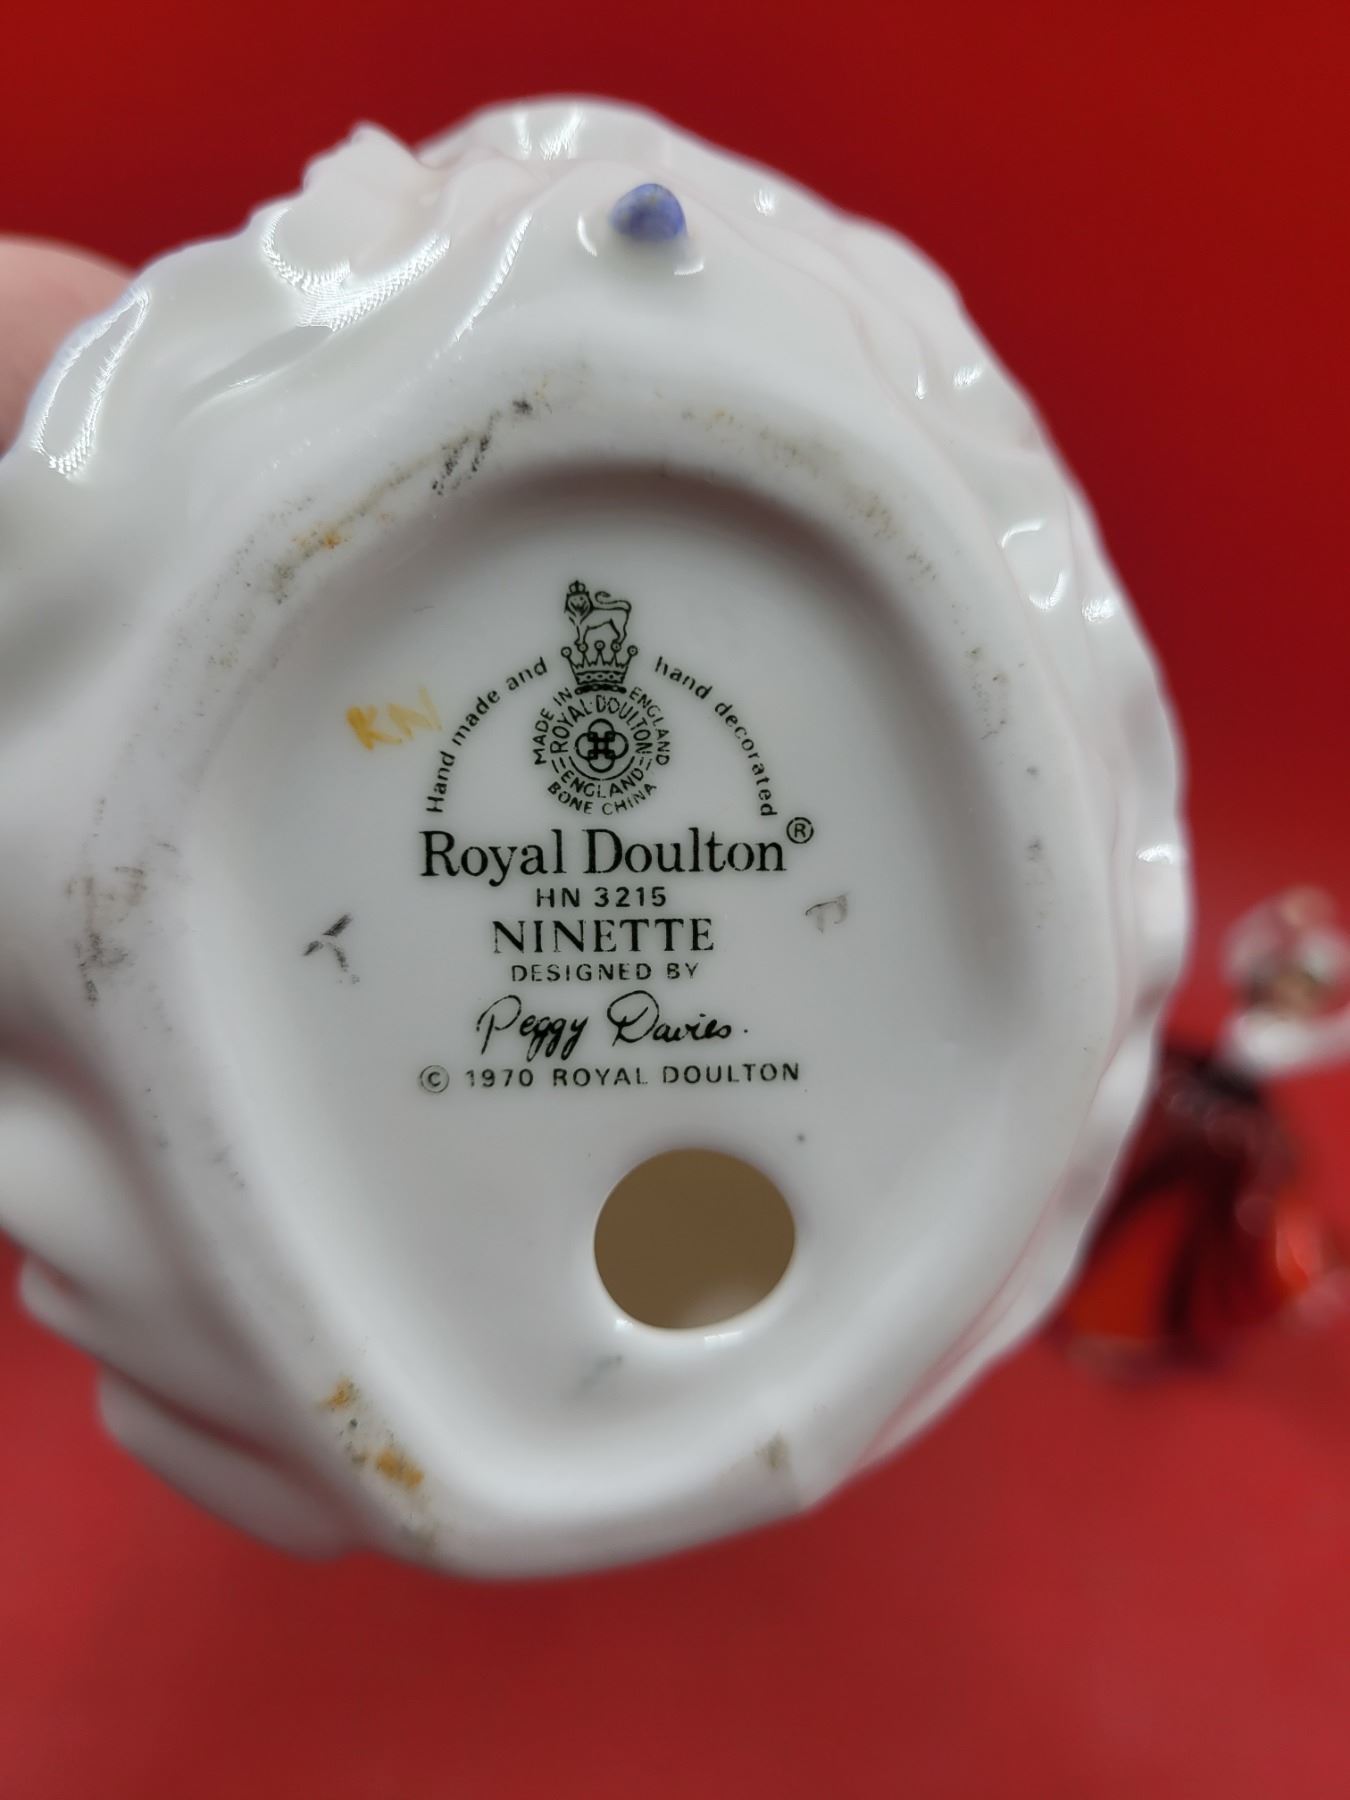 KN
Hand made and hand decorated
MADE IN ENGLAND
ROYAL·DOULTON
ENGLAND
BONE CHINA
Royal Doulton®
HN 3215
NINETTE
DESIGNED BY
Peggy Davies.
© 1970 ROYAL DOULTON